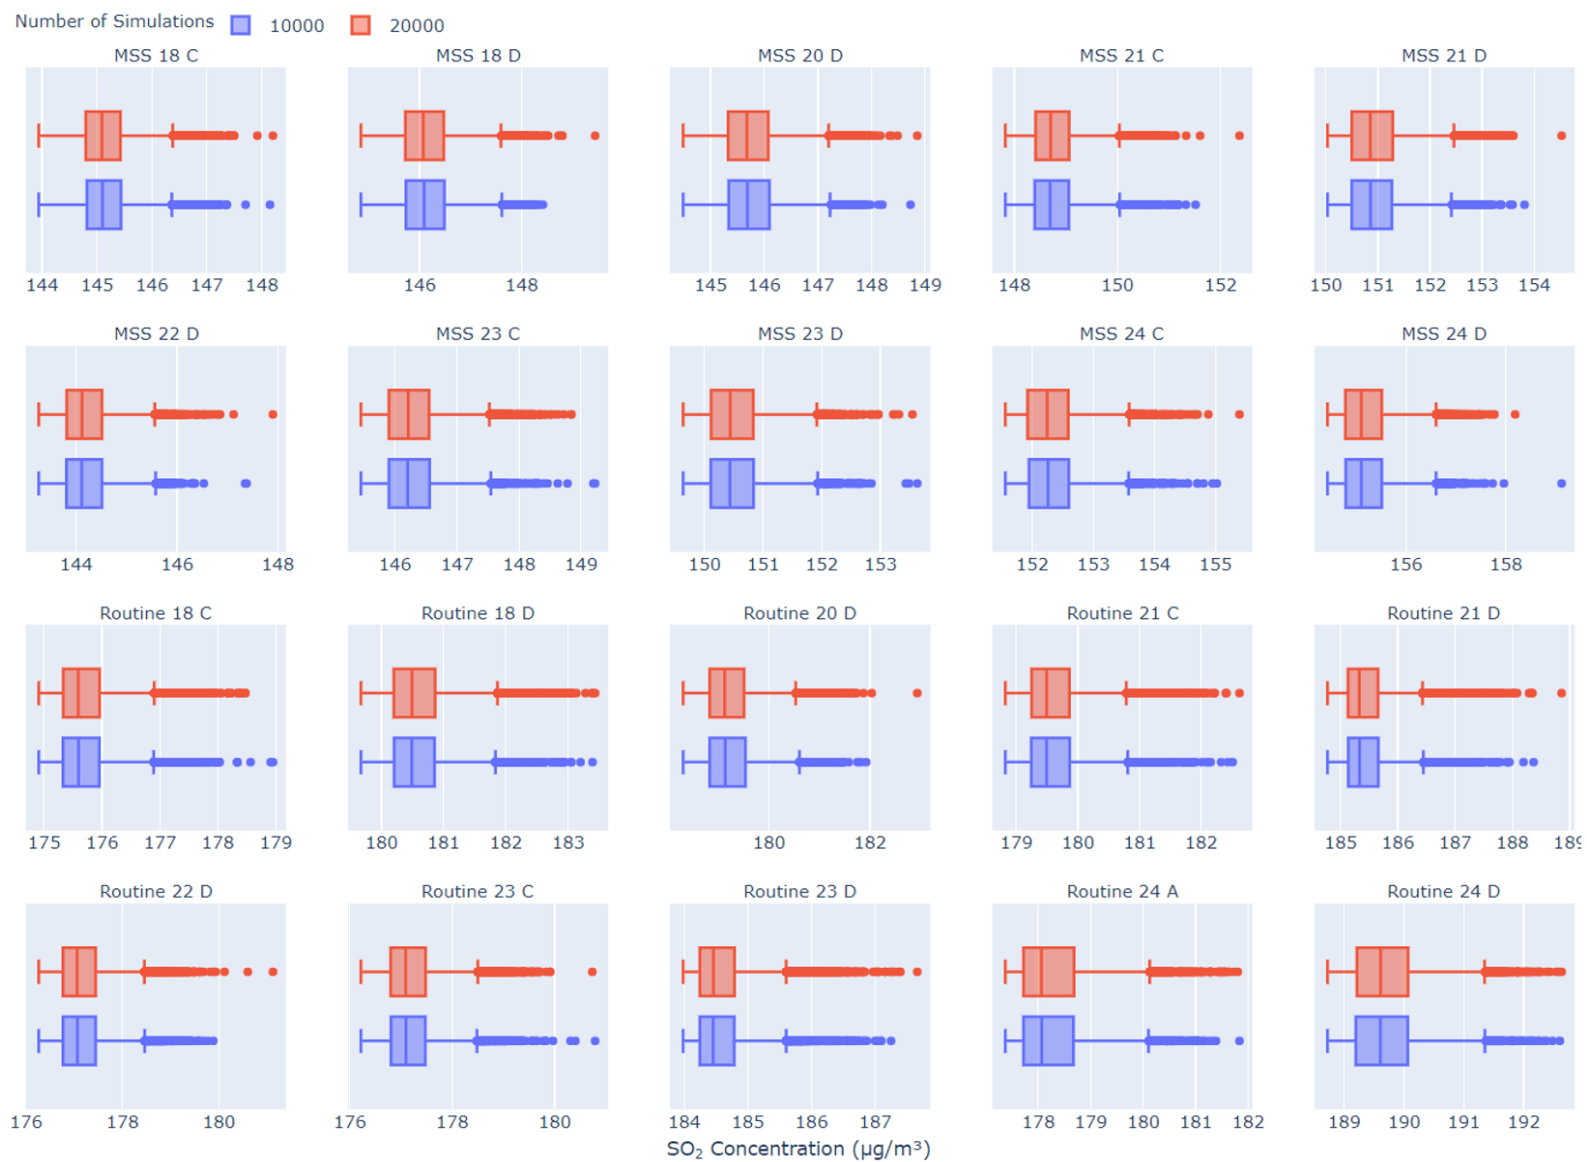 Number of Simulations 10000 20000
MSS 18 C MSS 18 D MSS 20 D MSS 21 C MSS 21 D
144 145 146 147 148 146 148 145 146 147 148 149 148 150 152 150 151 152 153 154
MSS 22 D MSS 23 C MSS 23 D MSS 24 C MSS 24 D
144 146 148 146 147 148 149 150 151 152 153 152 153 154 155 156 158
Routine 18 C Routine 18 D Routine 20 D Routine 21 C Routine 21 D
175 176 177 178 179 180 181 182 183 180 182 179 180 181 182 185 186 187 188 189
Routine 22 D Routine 23 C Routine 23 D Routine 24 A Routine 24 D
176 178 180 176 178 180 184 185 186 187 178 179 180 181 182 189 190 191 192
SO₂ Concentration (µg/m³)